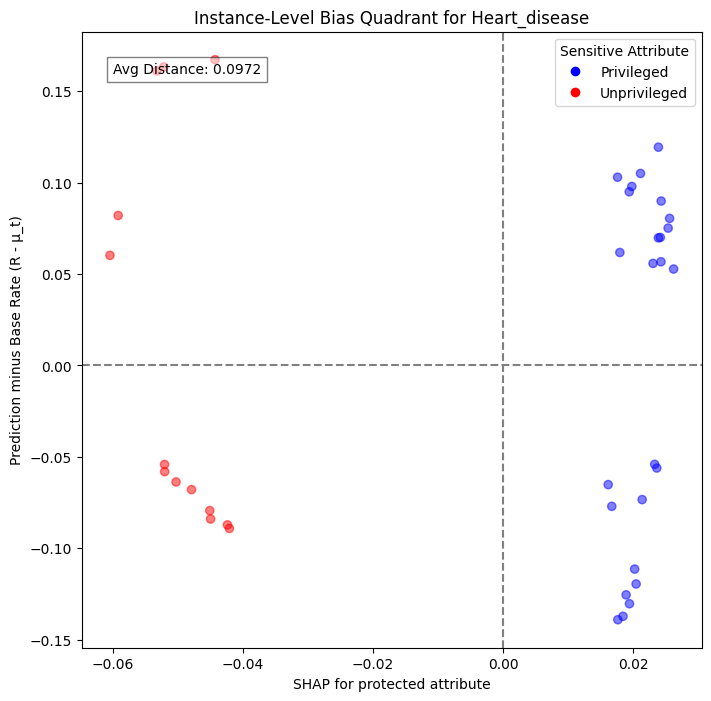 Instance-Level Bias Quadrant for Heart_disease
Avg Distance: 0.0972
Sensitive Attribute
Privileged
Unprivileged
Prediction minus Base Rate (R - μ_t)
0.15
0.10
0.05
0.00
−0.05
−0.10
−0.15
−0.06
−0.04
−0.02
0.00
0.02
SHAP for protected attribute